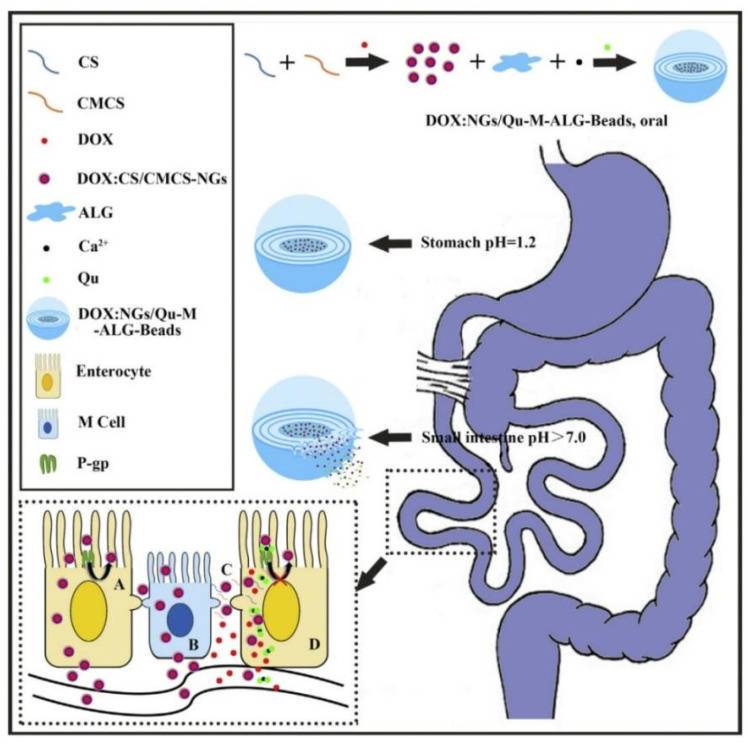 CS
CMCS
DOX
DOX:CS/CMCS-NGs
ALG
Ca²⁺
Qu
DOX:NGs/Qu-M
-ALG-Beads
Enterocyte
M Cell
P-gp
+
+
+
DOX:NGs/Qu-M-ALG-Beads, oral
Stomach pH=1.2
Small intestine pH＞7.0
A
B
C
D